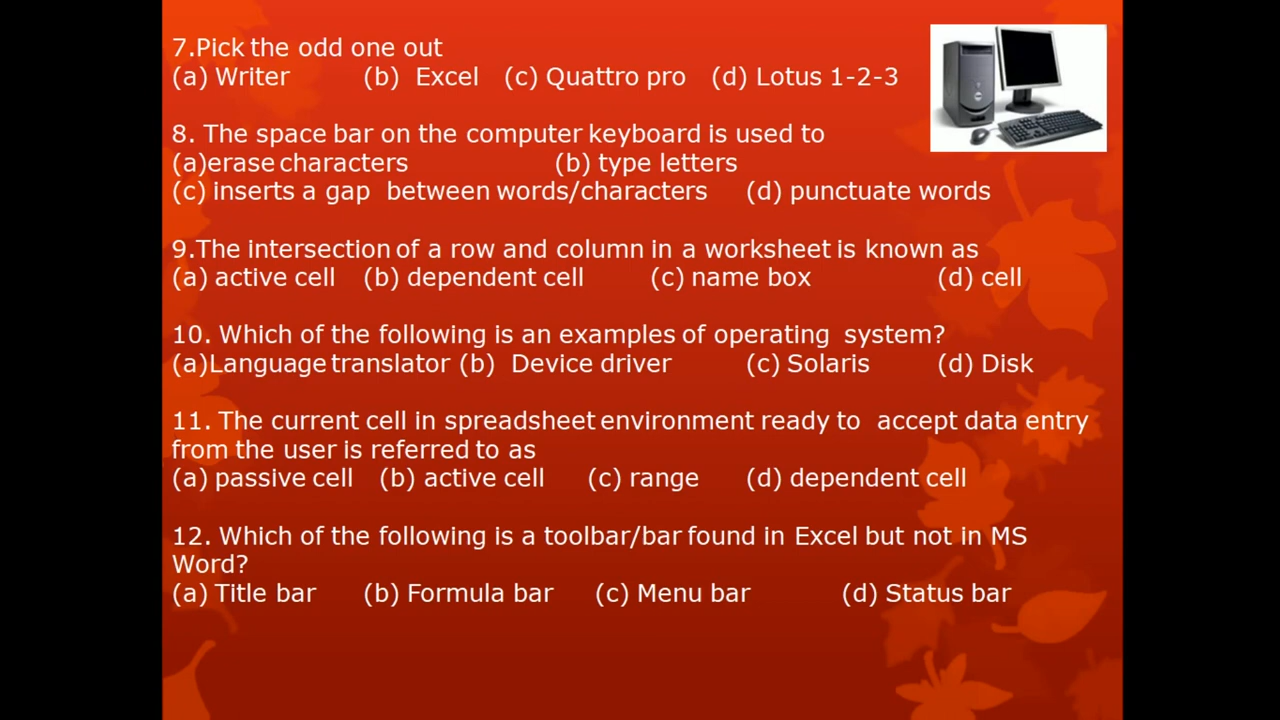 7.Pick the odd one out
(a) Writer (b) Excel (c) Quattro pro (d) Lotus 1-2-3
8. The space bar on the computer keyboard is used to
(a)erase characters (b) type letters
(c) inserts a gap between words/characters (d) punctuate words
9.The intersection of a row and column in a worksheet is known as
(a) active cell (b) dependent cell (c) name box (d) cell
10. Which of the following is an examples of operating system?
(a)Language translator (b) Device driver (c) Solaris (d) Disk
11. The current cell in spreadsheet environment ready to accept data entry
from the user is referred to as
(a) passive cell (b) active cell (c) range (d) dependent cell
12. Which of the following is a toolbar/bar found in Excel but not in MS
Word?
(a) Title bar (b) Formula bar (c) Menu bar (d) Status bar